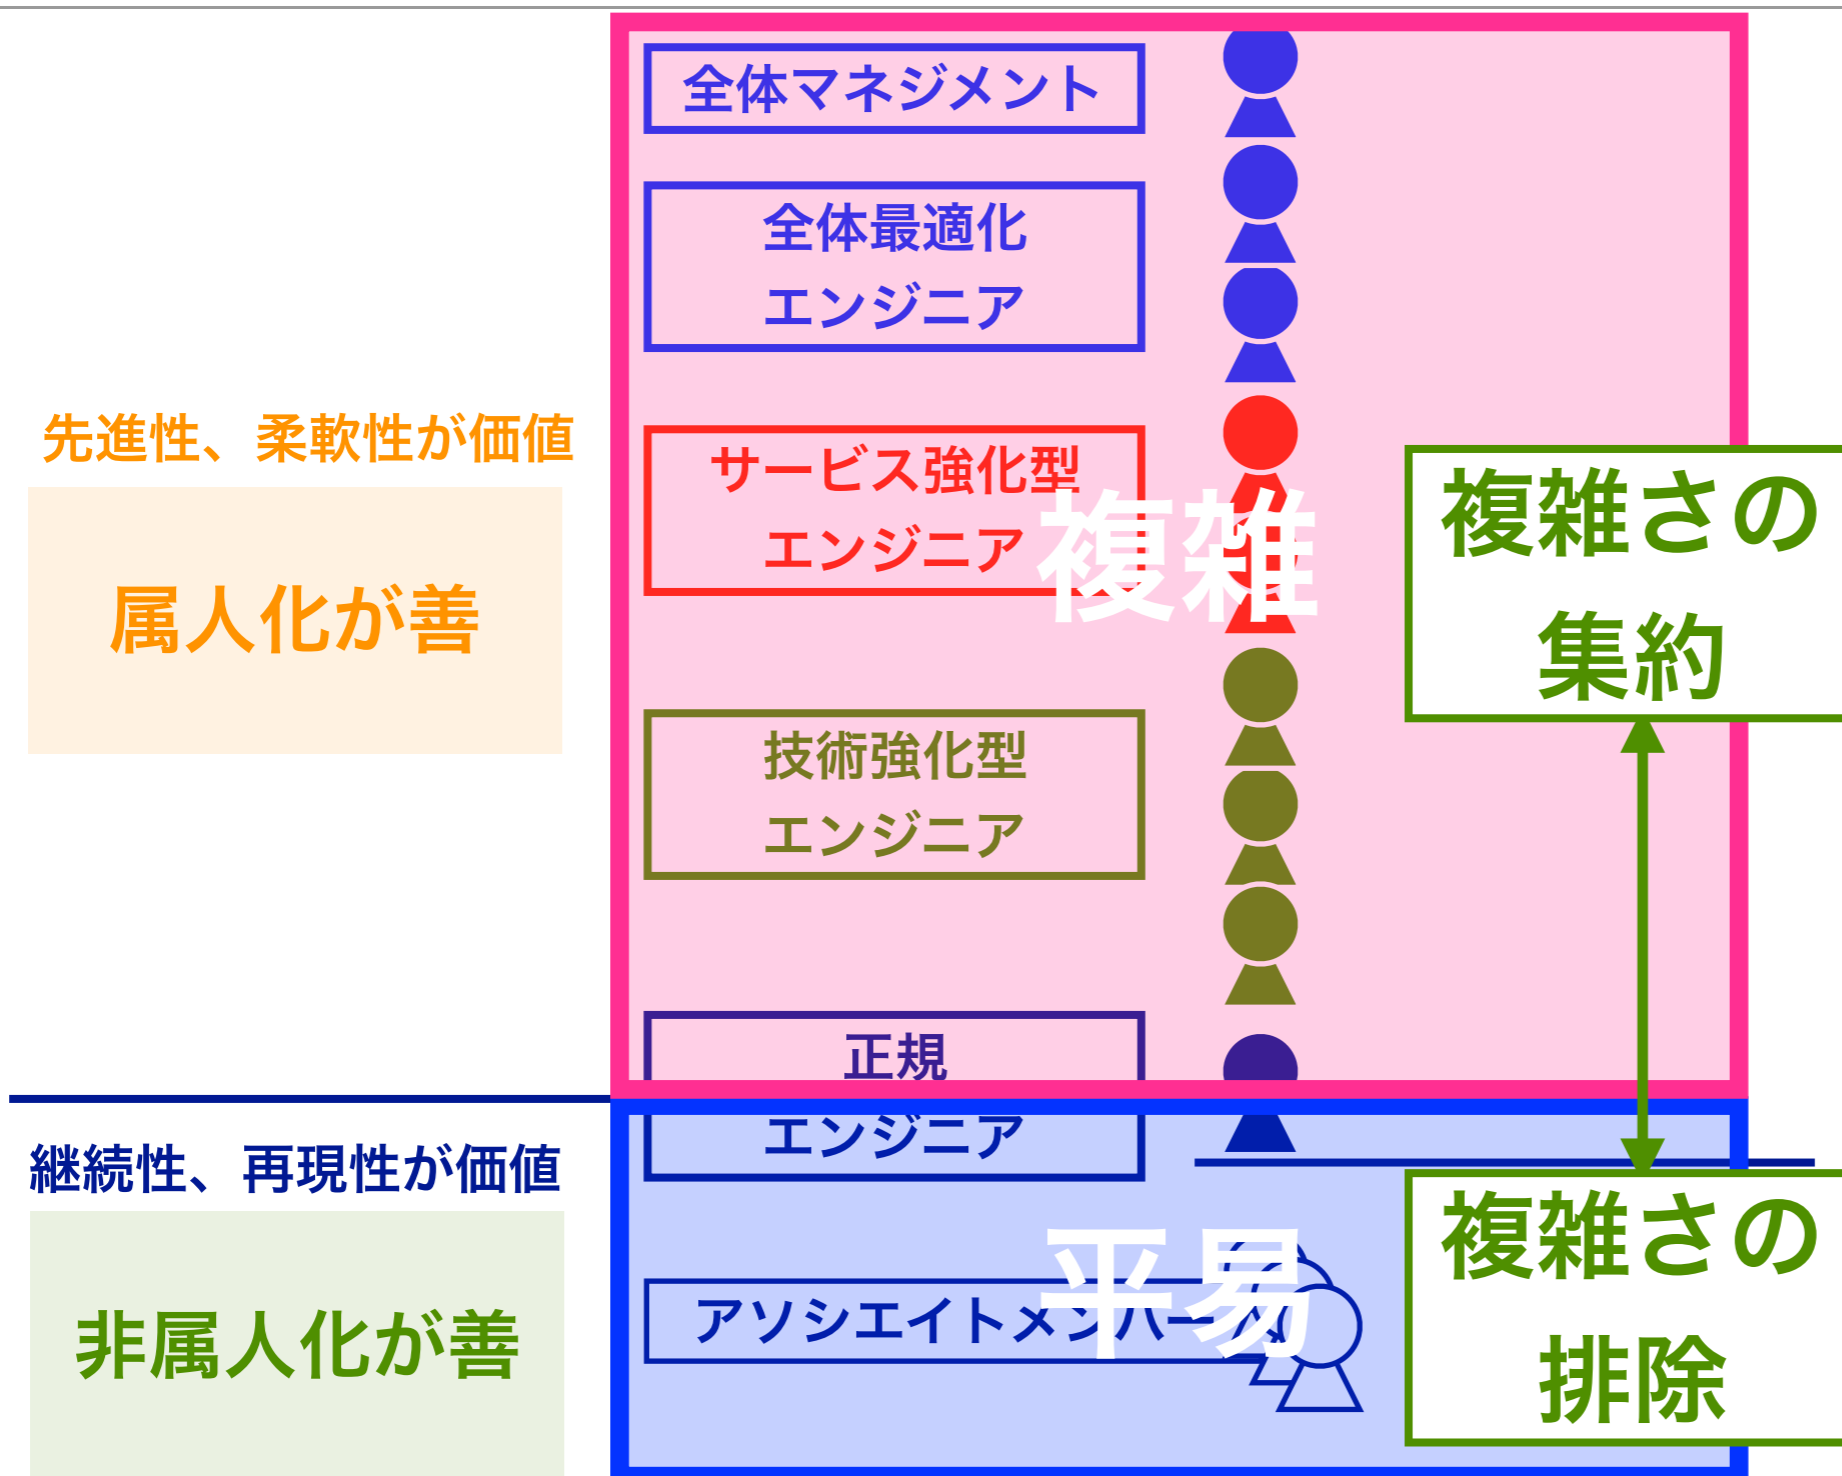 全体マネジメント
全体最適化
エンジニア
先進性、柔軟性が価値
属人化が善
サービス強化型
エンジニア
複雑
複雑さの
集約
技術強化型
エンジニア
正規
エンジニア
継続性、再現性が価値
非属人化が善
アソシエイトメンバー
平易
複雑さの
排除